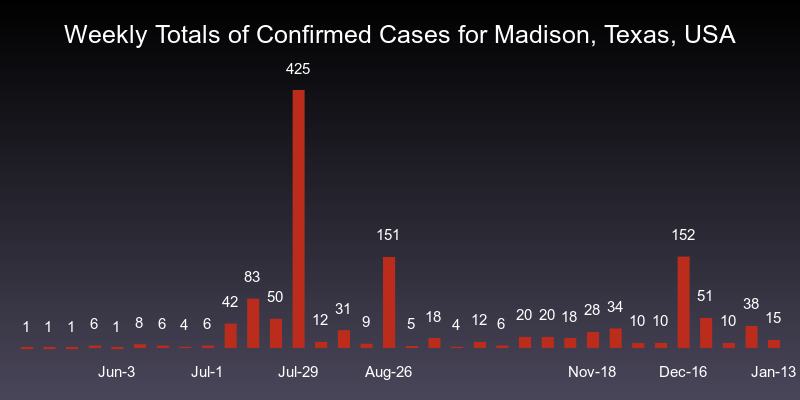 Weekly Totals of Confirmed Cases for Madison, Texas, USA
1 1 1 6 1 8 6 4 6 42 83 50 425 12 31 9 151 5 18 4 12 6 20 20 18 28 34 10 10 152 51 10 38 15
Jun-3 Jul-1 Jul-29 Aug-26 Nov-18 Dec-16 Jan-13